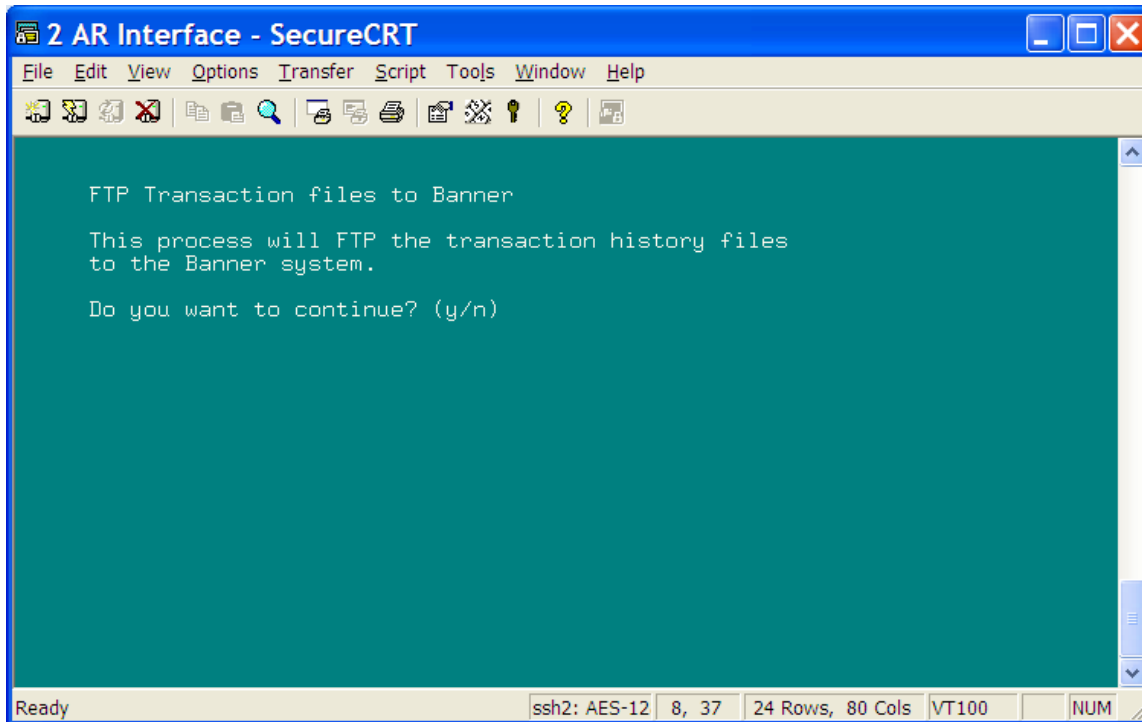 2 AR Interface - SecureCRT
File Edit View Options Transfer Script Tools Window Help
FTP Transaction files to Banner
This process will FTP the transaction history files
to the Banner system.
Do you want to continue? (y/n)
Ready ssh2: AES-12 8, 37 24 Rows, 80 Cols VT100 NUM